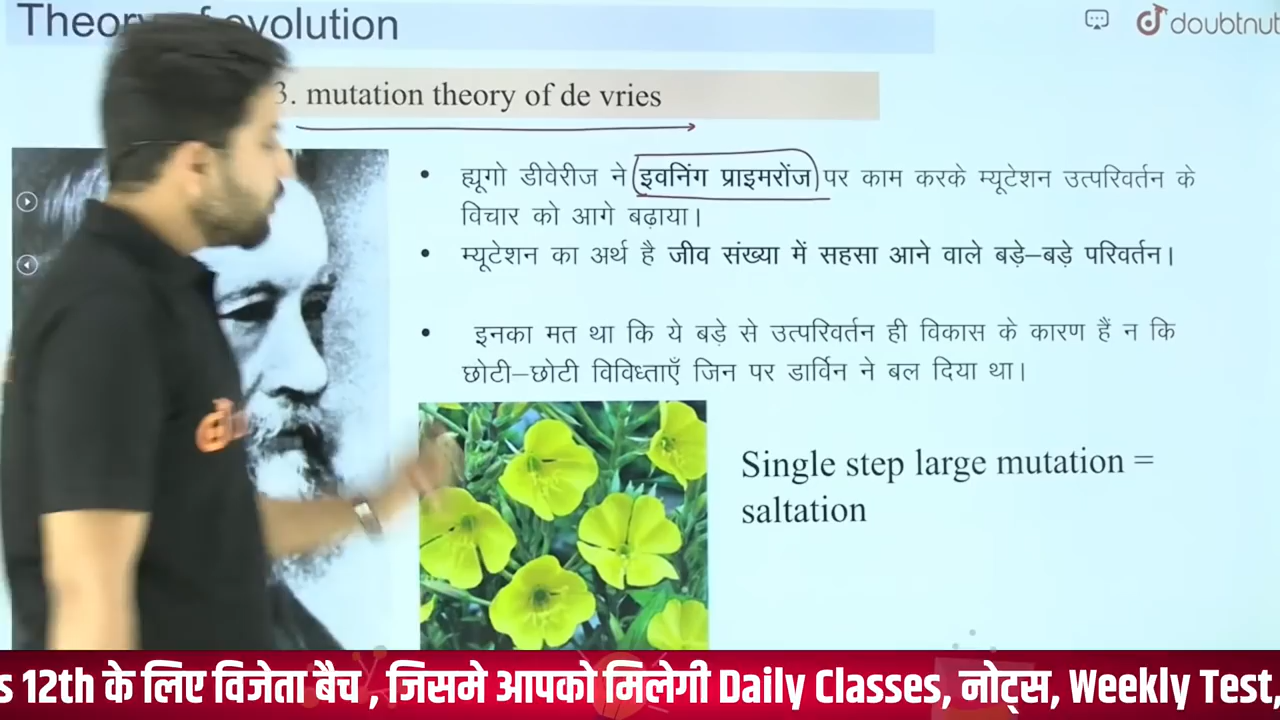 Theory of evolution
doubtnut
3. mutation theory of de vries
• ह्यूगो डीवेरीज ने इवनिंग प्राइमरोंज पर काम करके म्यूटेशन उत्परिवर्तन के
विचार को आगे बढ़ाया।
• म्यूटेशन का अर्थ है जीव संख्या में सहसा आने वाले बड़े–बड़े परिवर्तन।
• इनका मत था कि ये बड़े से उत्परिवर्तन ही विकास के कारण हैं न कि
छोटी–छोटी विविध्ताएँ जिन पर डार्विन ने बल दिया था।
Single step large mutation =
saltation
s 12th के लिए विजेता बैच , जिसमे आपको मिलेगी Daily Classes, नोट्स, Weekly Test,